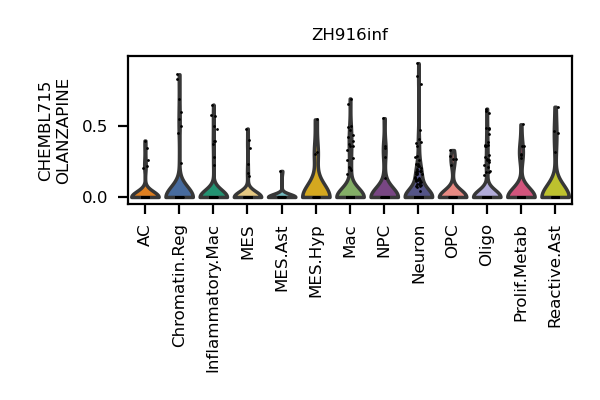 ZH916inf
CHEMBL715
OLANZAPINE
0.5
0.0
AC
Chromatin.Reg
Inflammatory.Mac
MES
MES.Ast
MES.Hyp
Mac
NPC
Neuron
OPC
Oligo
Prolif.Metab
Reactive.Ast